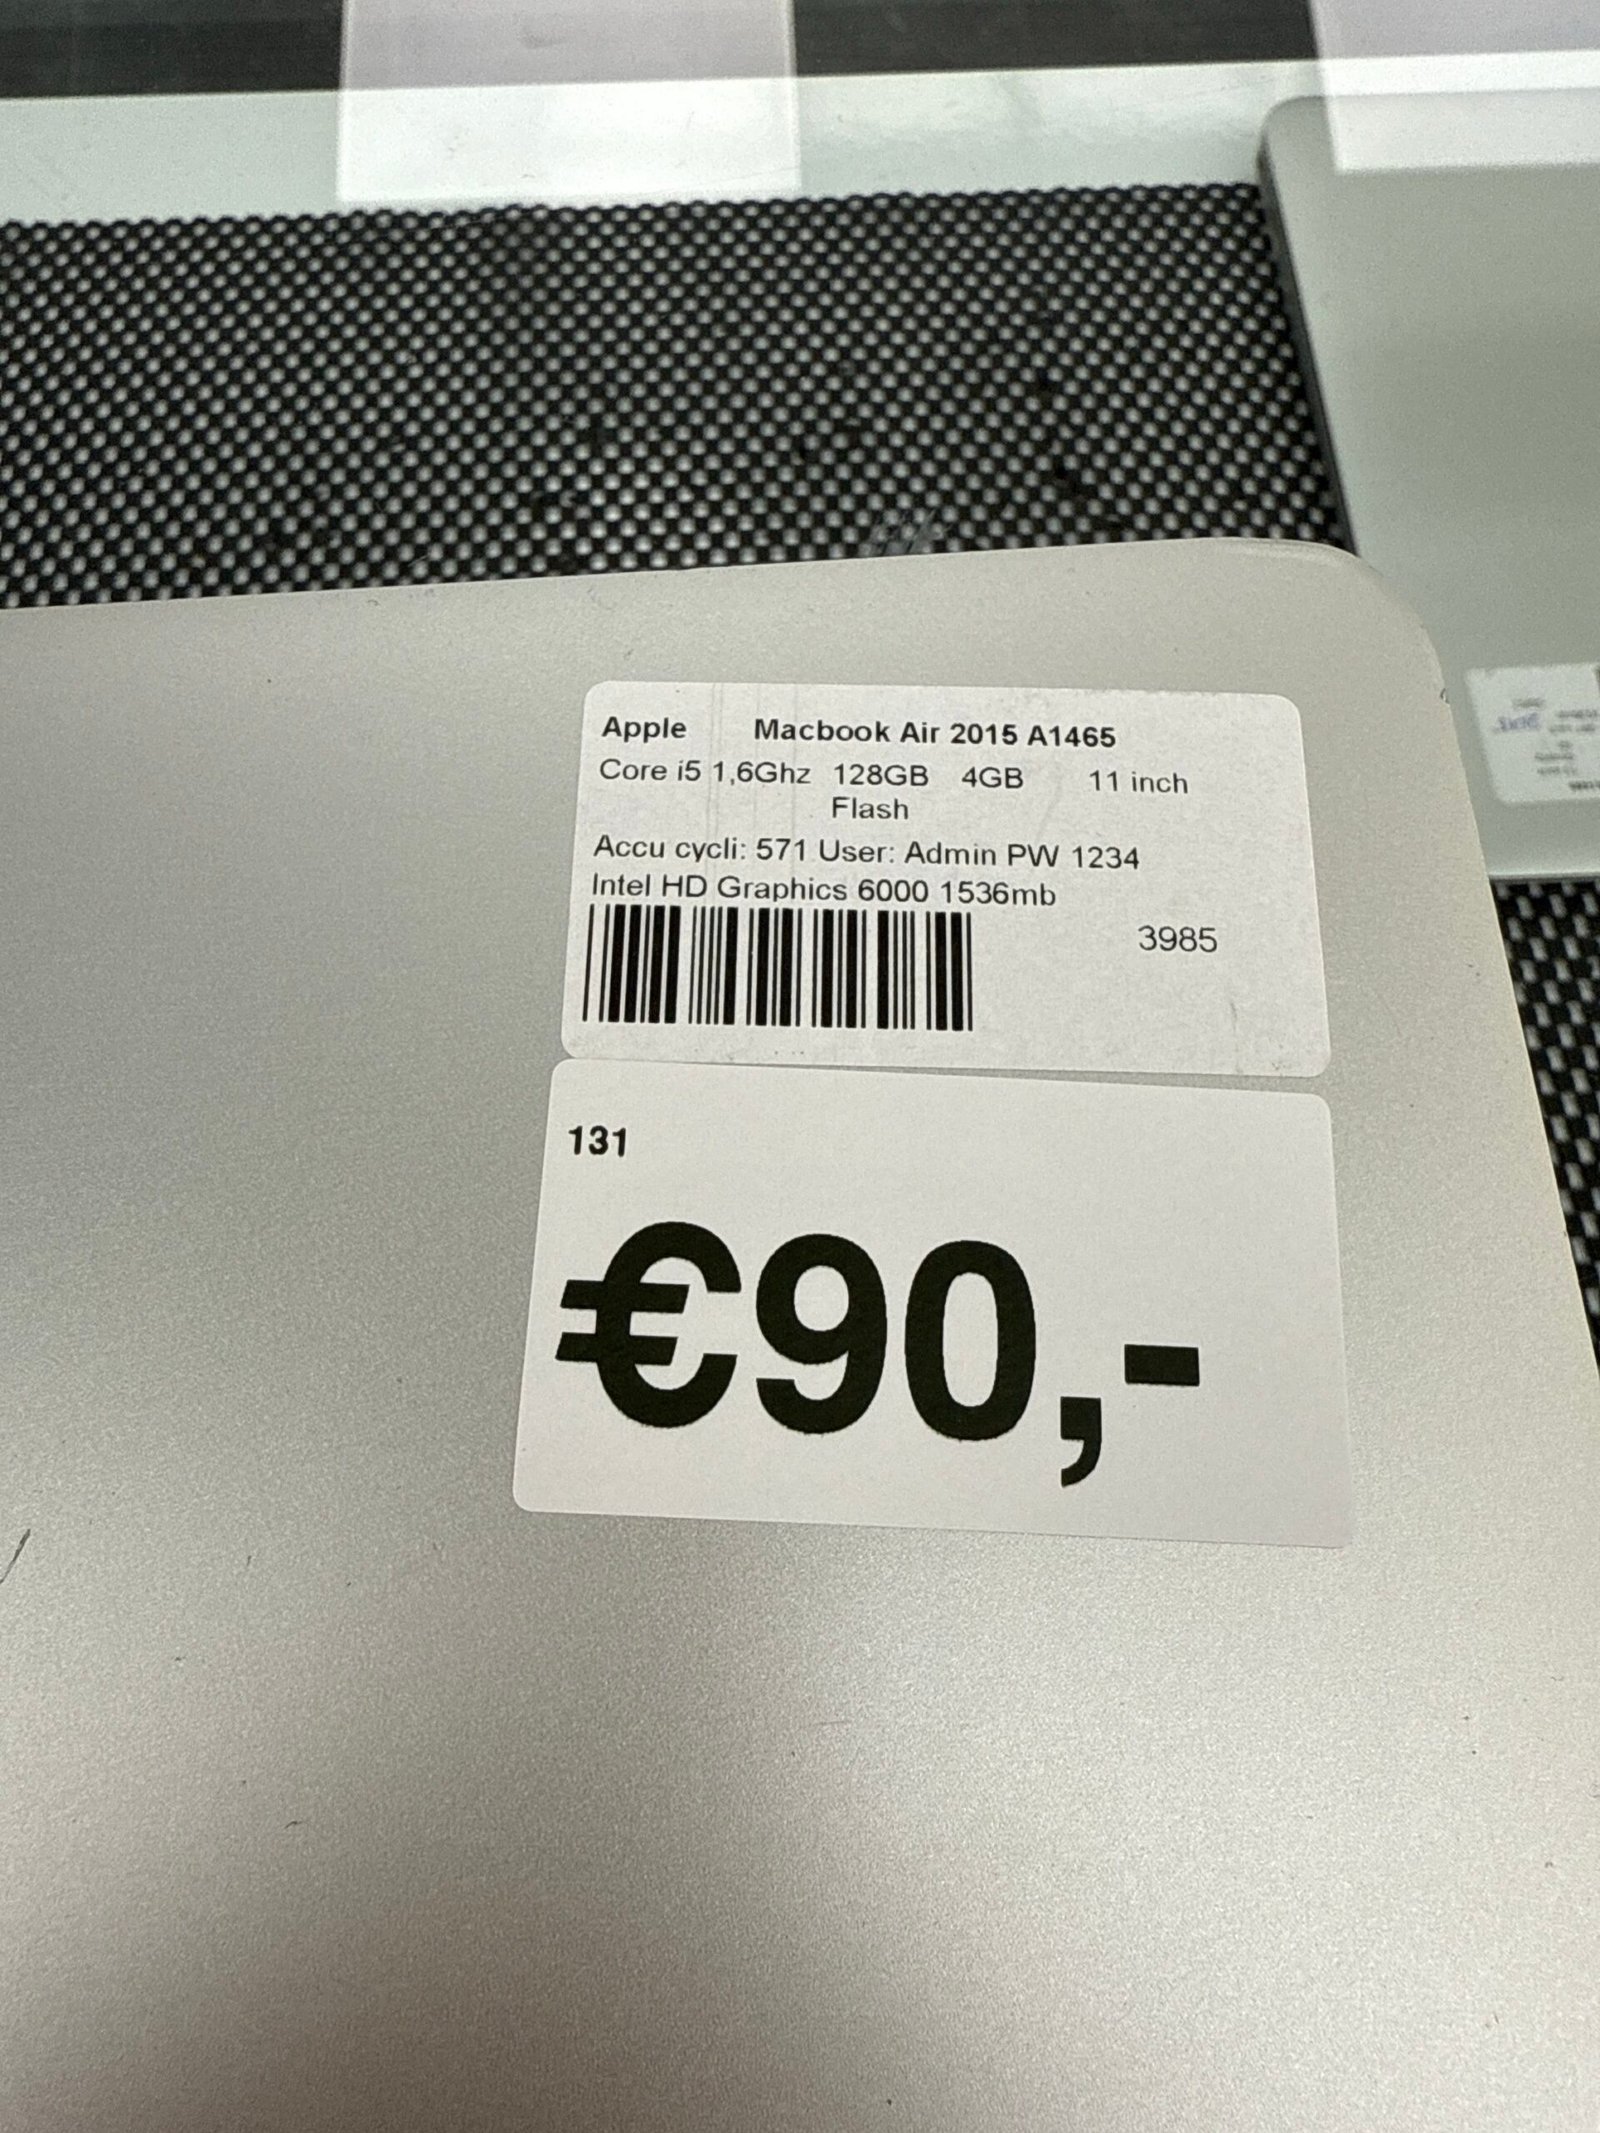 Apple Macbook Air 2015 A1465
Core i5 1,6Ghz 128GB 4GB 11 inch
Flash
Accu cycli: 571 User: Admin PW 1234
Intel HD Graphics 6000 1536mb
3985
131
€90,-